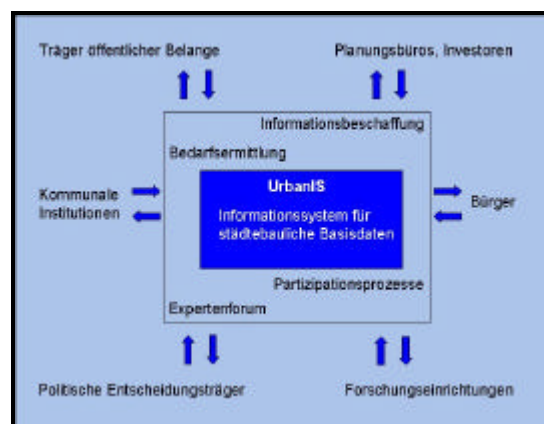 Träger öffentlicher Belange
Planungsbüros, Investoren
Informationsbeschaffung
Bedarfsermittlung
UrbanIS
Informationssystem für
städtebauliche Basisdaten
Kommunale
Institutionen
Bürger
Partizipationsprozesse
Expertenforum
Politische Entscheidungsträger
Forschungseinrichtungen